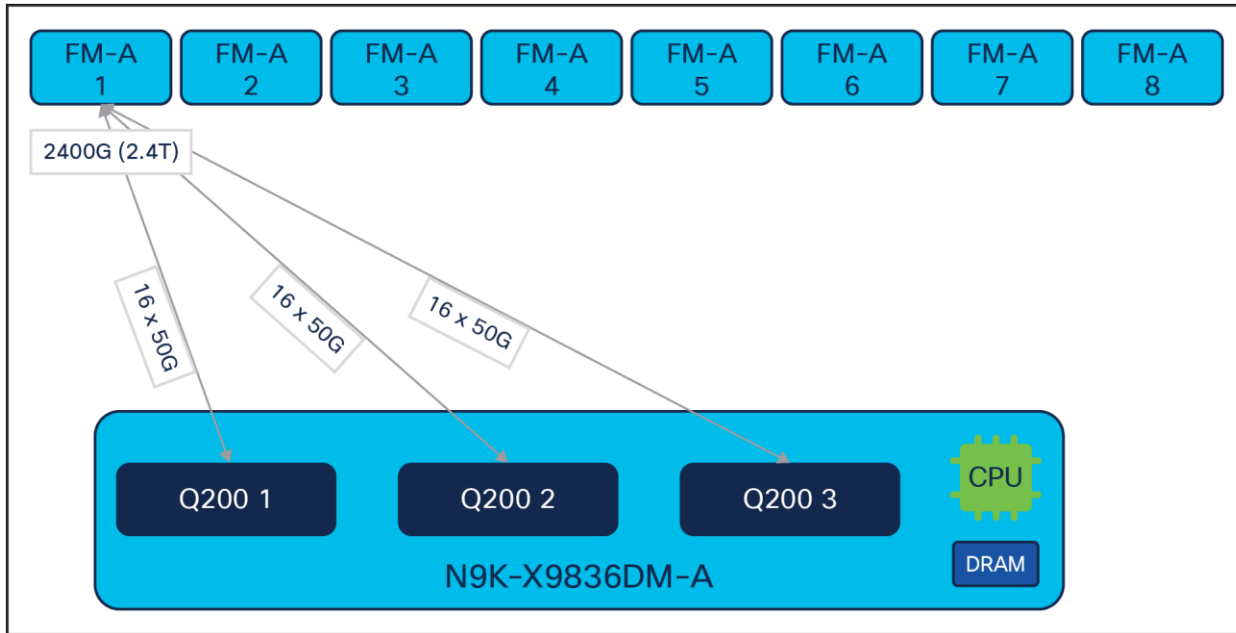 FM-A
1
FM-A
2
FM-A
3
FM-A
4
FM-A
5
FM-A
6
FM-A
7
FM-A
8
2400G (2.4T)
16 x 50G
16 x 50G
16 x 50G
Q200 1
Q200 2
Q200 3
CPU
DRAM
N9K-X9836DM-A